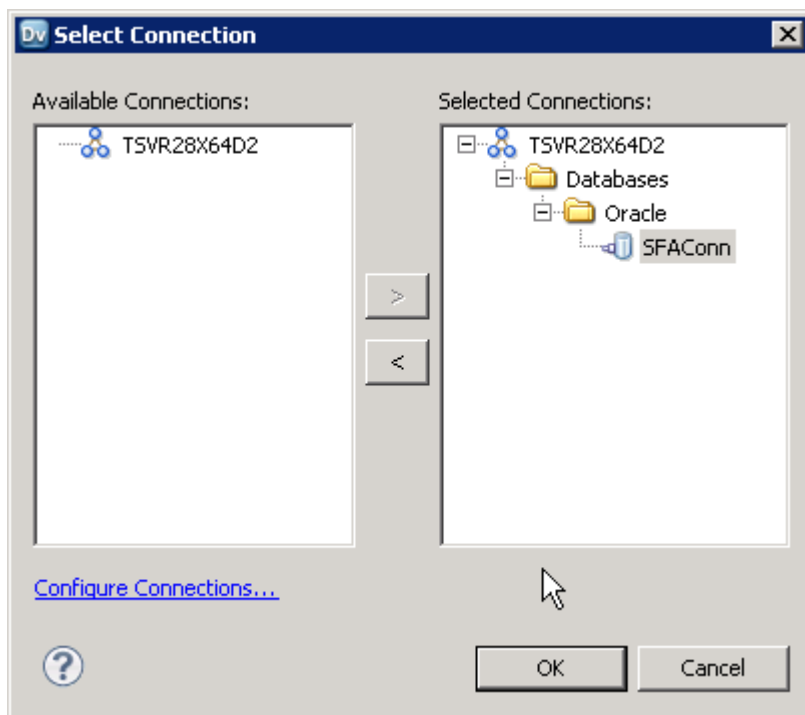 Dv Select Connection
Available Connections:
TSVR28X64D2
Selected Connections:
TSVR28X64D2
Databases
Oracle
SFAConn
>
<
Configure Connections...
?
OK
Cancel